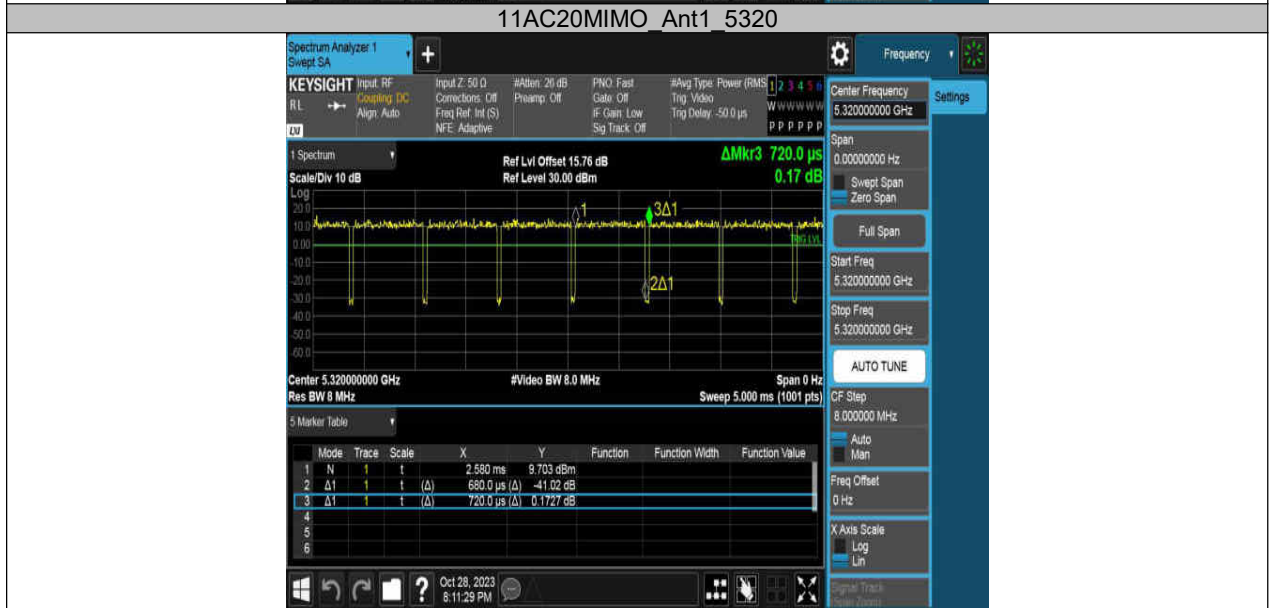 11AC20MIMO_Ant1_5320
Spectrum Analyzer 1
Swept SA
+
Frequency
KEYSIGHT Input: RF
RL
Coupling: DC
Align: Auto
LXI
Input Z: 50 Ω
Corrections: Off
Freq Ref: Int (S)
NFE: Adaptive
#Atten: 26 dB
Preamp: Off
PNO: Fast
Gate: Off
IF Gain: Low
Sig Track: Off
#Avg Type: Power (RMS
Trig: Video
Trig Delay: -50.0 µs
1 2 3 4 5 6
W W W W W W
P P P P P P
Center Frequency
5.320000000 GHz
Settings
Span
0.00000000 Hz
Swept Span
Zero Span
Full Span
Start Freq
5.320000000 GHz
Stop Freq
5.320000000 GHz
AUTO TUNE
CF Step
8.000000 MHz
Auto
Man
Freq Offset
0 Hz
X Axis Scale
Log
Lin
Signal Track
(Span Zoom)
1 Spectrum
Scale/Div 10 dB
Ref Lvl Offset 15.76 dB
Ref Level 30.00 dBm
ΔMkr3 720.0 µs
0.17 dB
Log
20.0
10.0
0.00
-10.0
-20.0
-30.0
-40.0
-50.0
-60.0
1
3Δ1
2Δ1
TRIG LVL
Center 5.320000000 GHz
Res BW 8 MHz
#Video BW 8.0 MHz
Span 0 Hz
Sweep 5.000 ms (1001 pts)
5 Marker Table
Mode Trace Scale X Y Function Function Width Function Value
1 N 1 t 2.580 ms 9.703 dBm
2 Δ1 1 t (Δ) 680.0 µs (Δ) -41.02 dB
3 Δ1 1 t (Δ) 720.0 µs (Δ) 0.1727 dB
4
5
6
?
Oct 28, 2023
8:11:29 PM